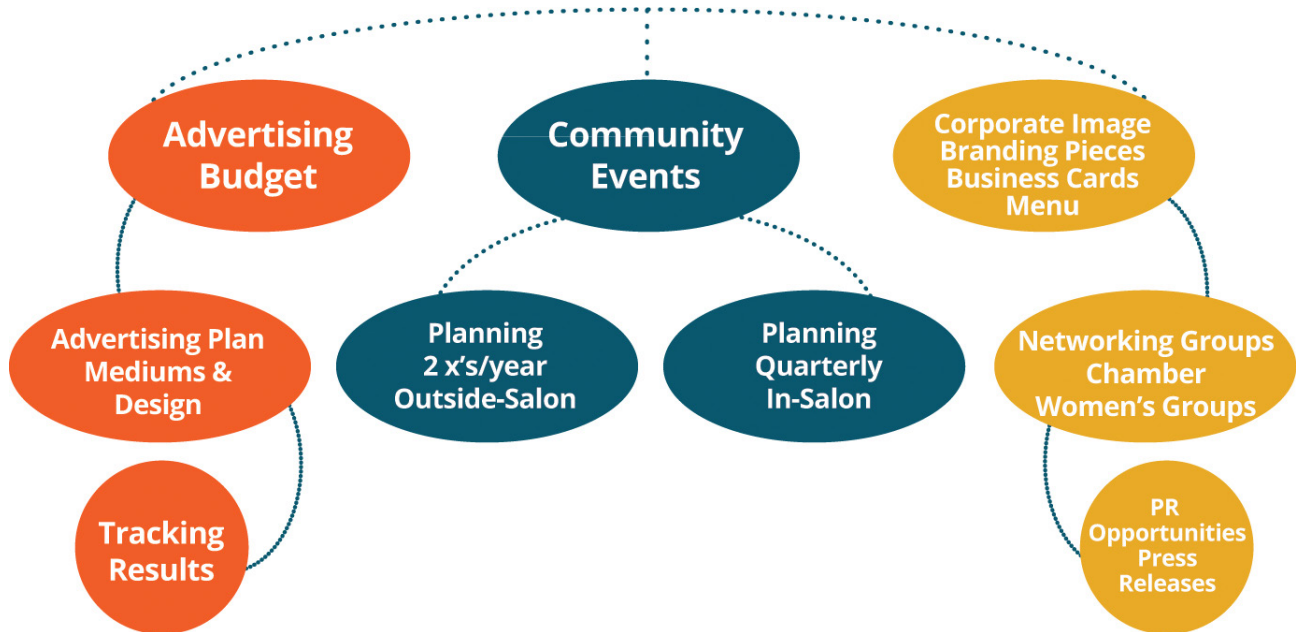 Advertising
Budget
Community
Events
Corporate Image
Branding Pieces
Business Cards
Menu
Advertising Plan
Mediums &
Design
Planning
2 x’s/year
Outside-Salon
Planning
Quarterly
In-Salon
Networking Groups
Chamber
Women’s Groups
Tracking
Results
PR
Opportunities
Press
Releases